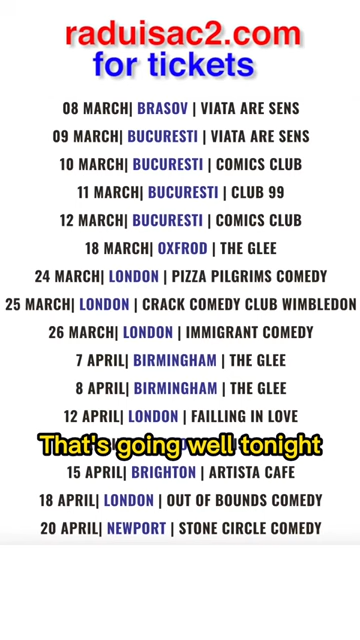 raduisac2.com
for tickets
08 MARCH| BRASOV | VIATA ARE SENS
09 MARCH| BUCURESTI | VIATA ARE SENS
10 MARCH| BUCURESTI | COMICS CLUB
11 MARCH| BUCURESTI | CLUB 99
12 MARCH| BUCURESTI | COMICS CLUB
18 MARCH| OXFROD | THE GLEE
24 MARCH| LONDON | PIZZA PILGRIMS COMEDY
25 MARCH| LONDON | CRACK COMEDY CLUB WIMBLEDON
26 MARCH| LONDON | IMMIGRANT COMEDY
7 APRIL| BIRMINGHAM | THE GLEE
8 APRIL| BIRMINGHAM | THE GLEE
12 APRIL| LONDON | FAILLING IN LOVE
That's going well tonight
15 APRIL| BRIGHTON | ARTISTA CAFE
18 APRIL| LONDON | OUT OF BOUNDS COMEDY
20 APRIL| NEWPORT | STONE CIRCLE COMEDY